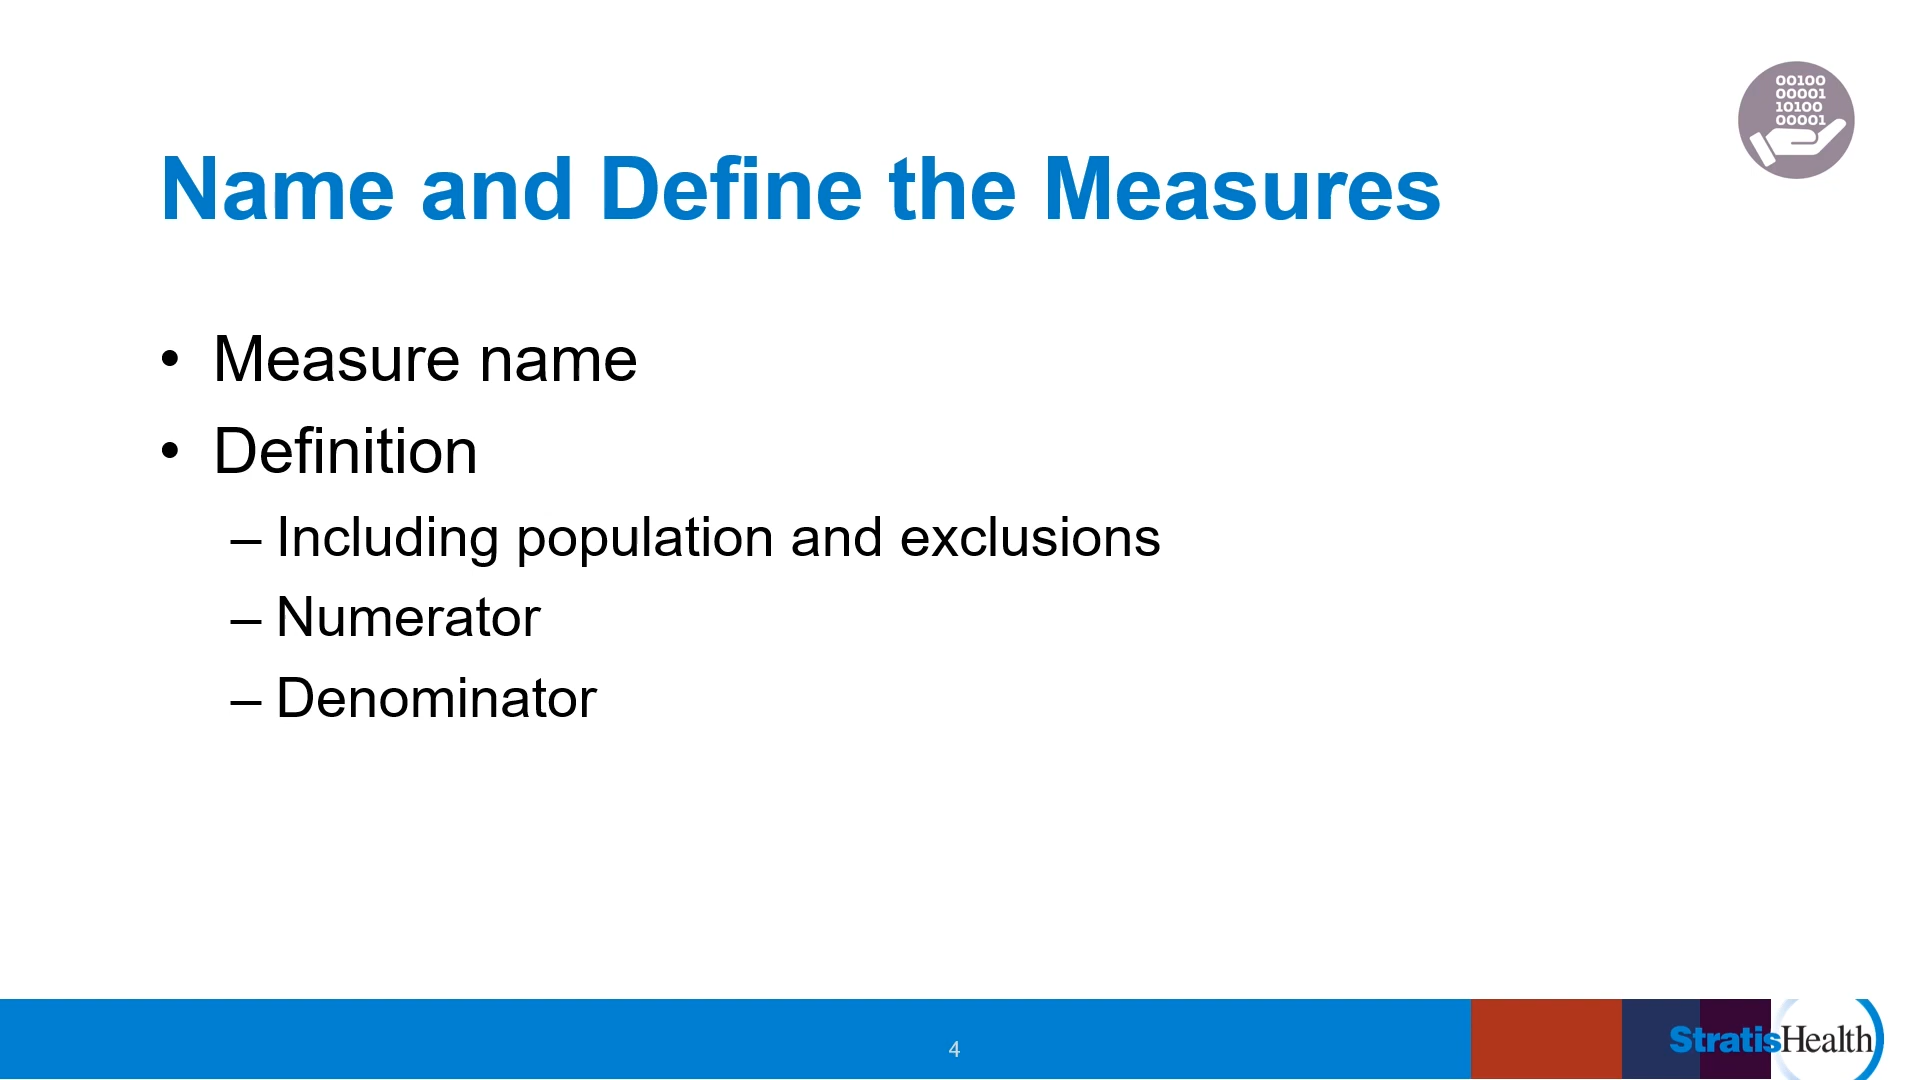 00100
00001
10100
00001
Name and Define the Measures
• Measure name
• Definition
– Including population and exclusions
– Numerator
– Denominator
4
StratisHealth